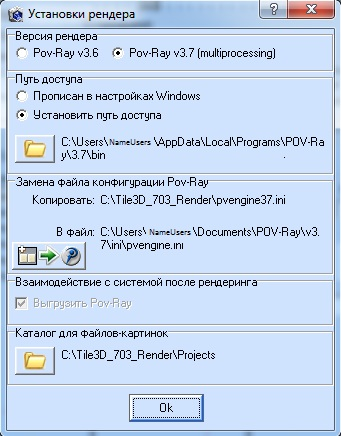 Установки рендера
Версия рендера
Pov-Ray v3.6
Pov-Ray v3.7 (multiprocessing)
Путь доступа
Прописан в настройках Windows
Установить путь доступа
C:\Users\ NameUsers \AppData\Local\Programs\POV-Ra
y\3.7\bin .
Замена файла конфигурации Pov-Ray
Копировать: C:\Tile3D_703_Render\pvengine37.ini
В файл: C:\Users\ NameUsers \Documents\POV-Ray\v3.
7\ini\pvengine.ini
Взаимодействие с системой после рендеринга
Выгрузить Pov-Ray
Каталог для файлов-картинок
C:\Tile3D_703_Render\Projects
Ok